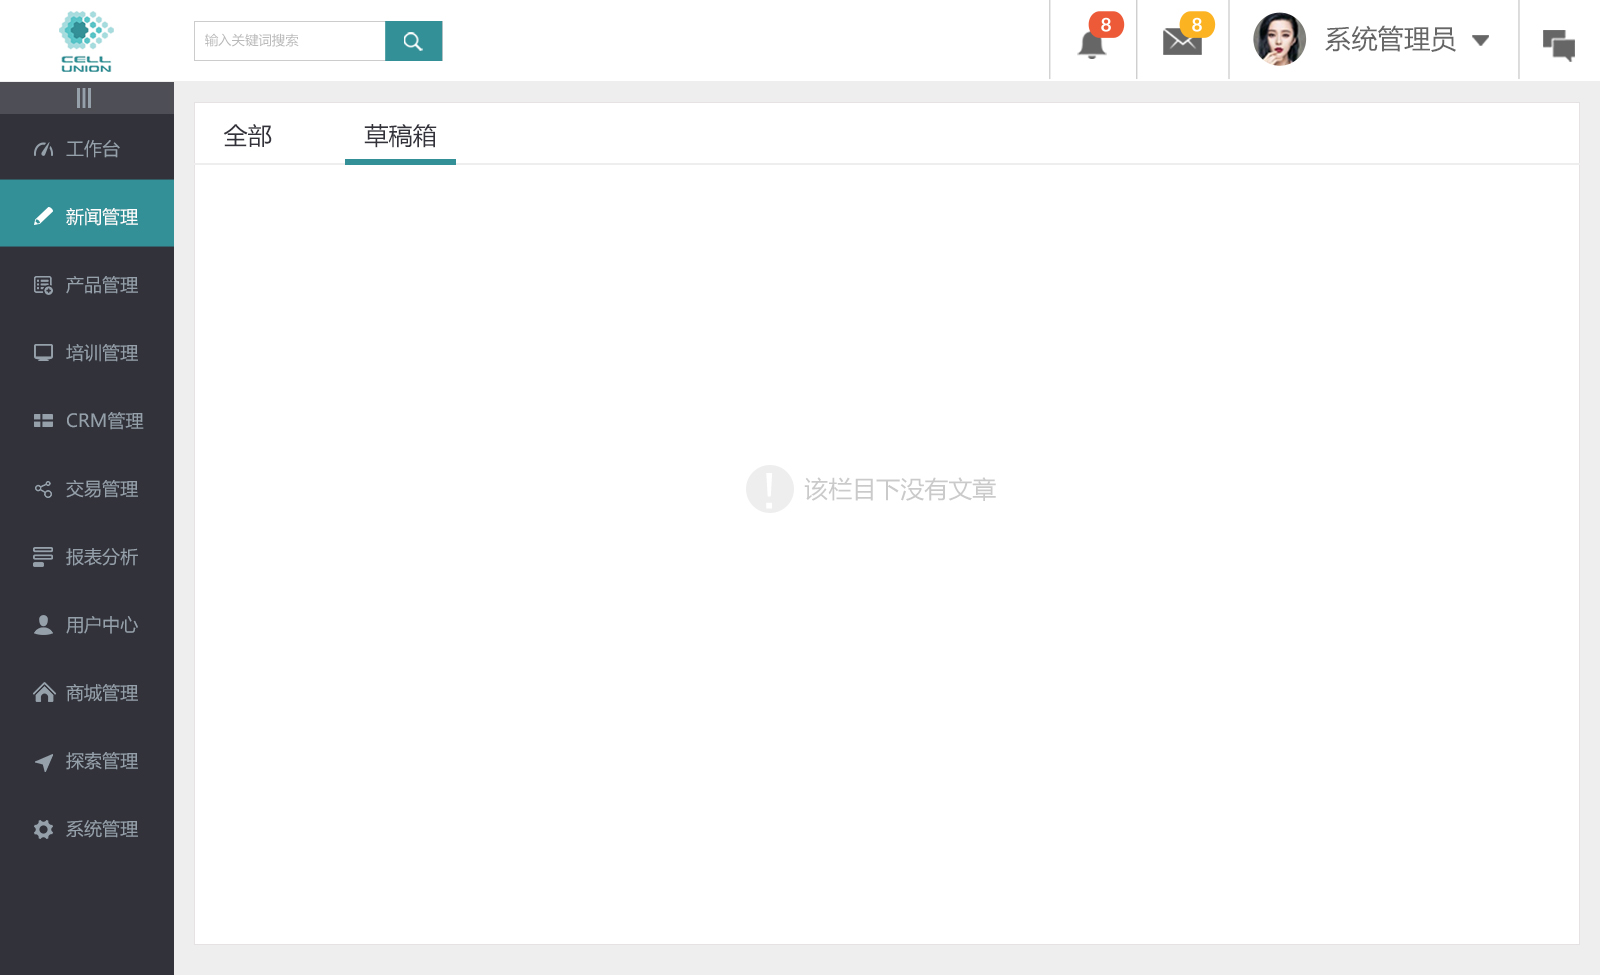 CELL
UNION
输入关键词搜索
8
8
系统管理员
全部
草稿箱
工作台
新闻管理
产品管理
培训管理
CRM管理
交易管理
报表分析
用户中心
商城管理
探索管理
系统管理
该栏目下没有文章